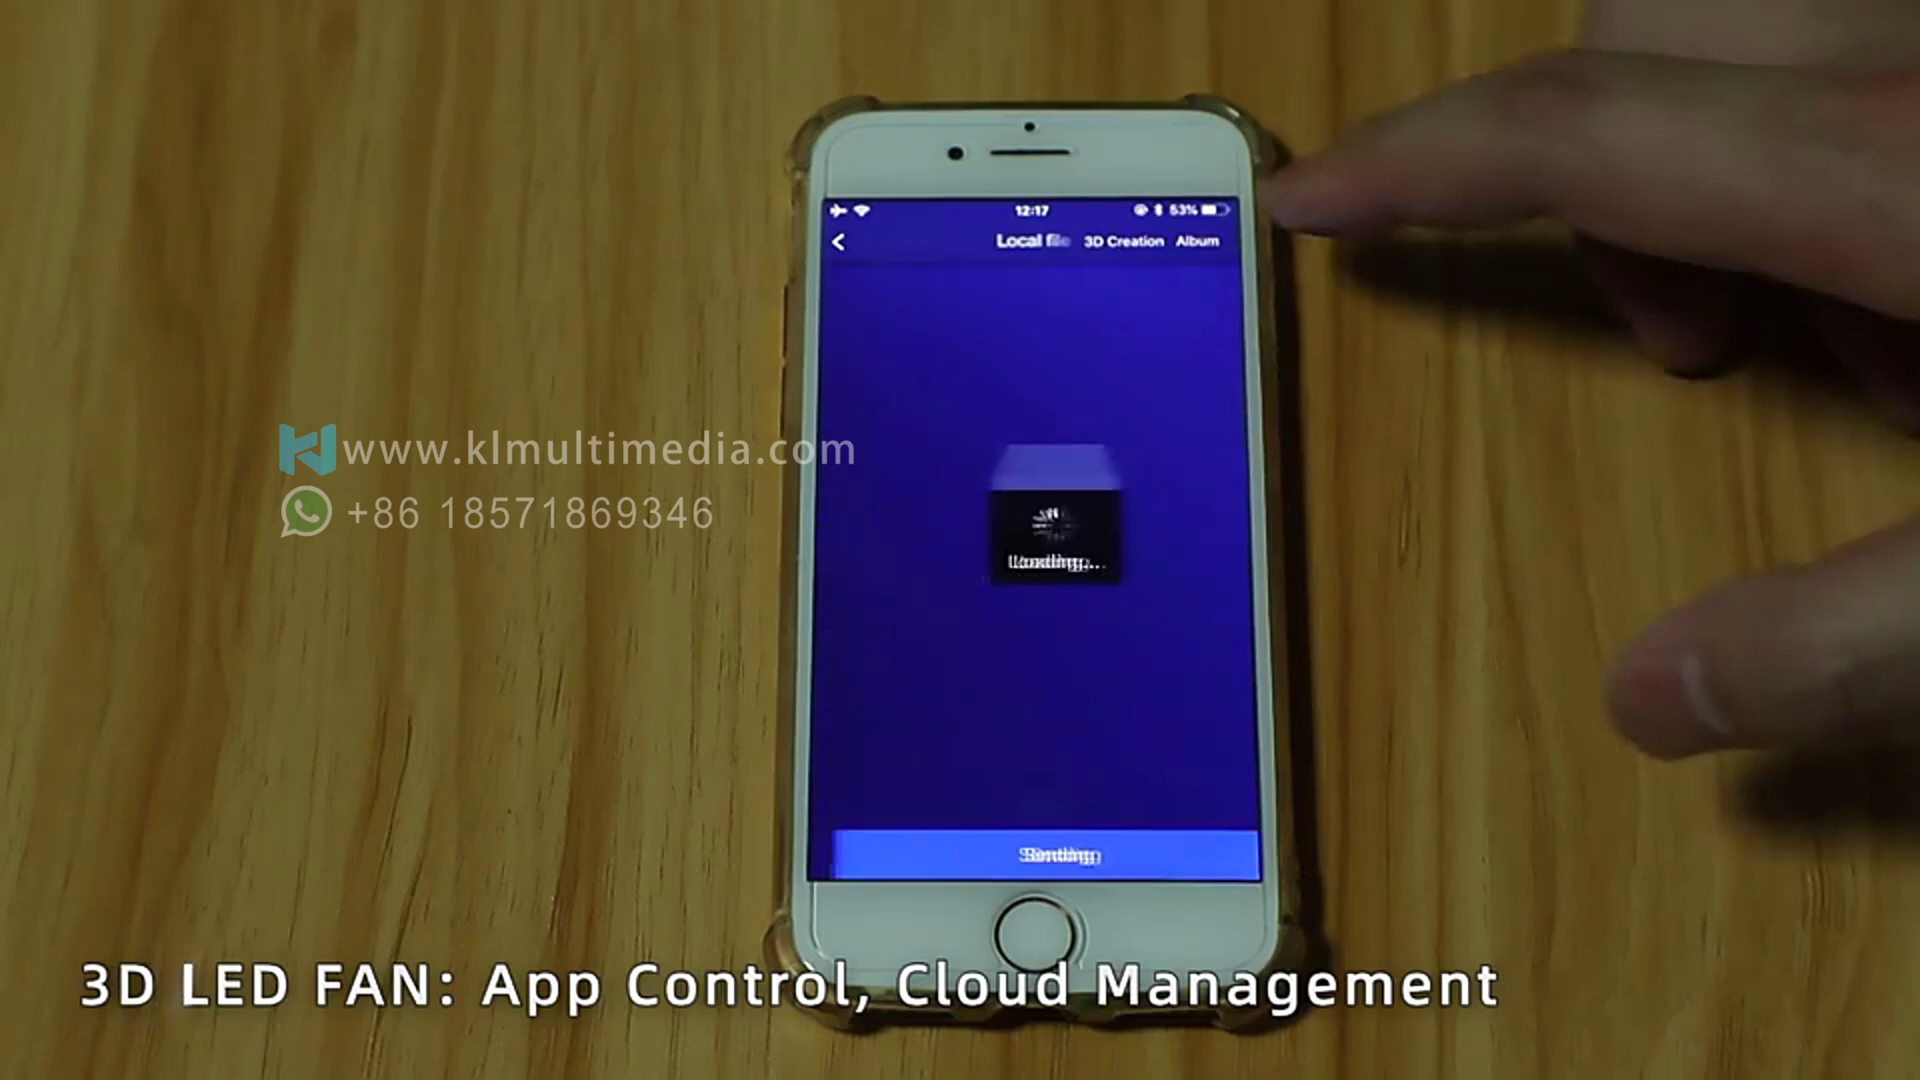 12:17
53%
Local file
3D Creation
Album
www.klmultimedia.com
+86 18571869346
Loading...
3D LED FAN: App Control, Cloud Management